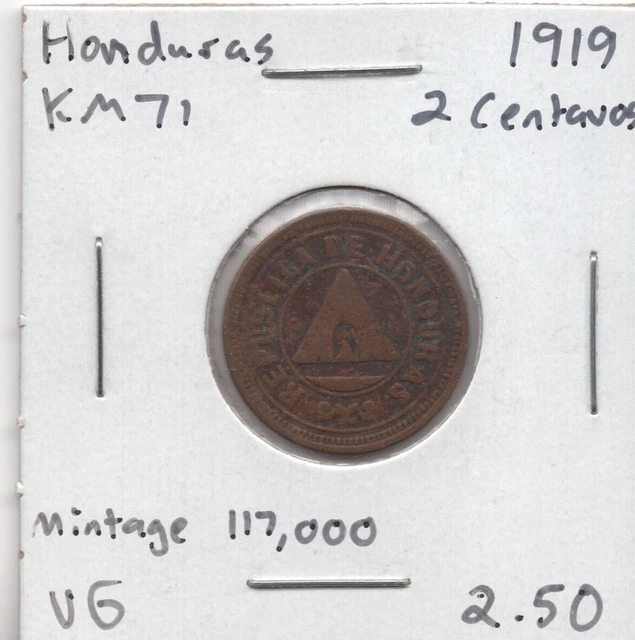 Honduras 1919
KM71 2 Centavos
REPUBLICA DE HONDURAS
Mintage 117,000
VG 2.50